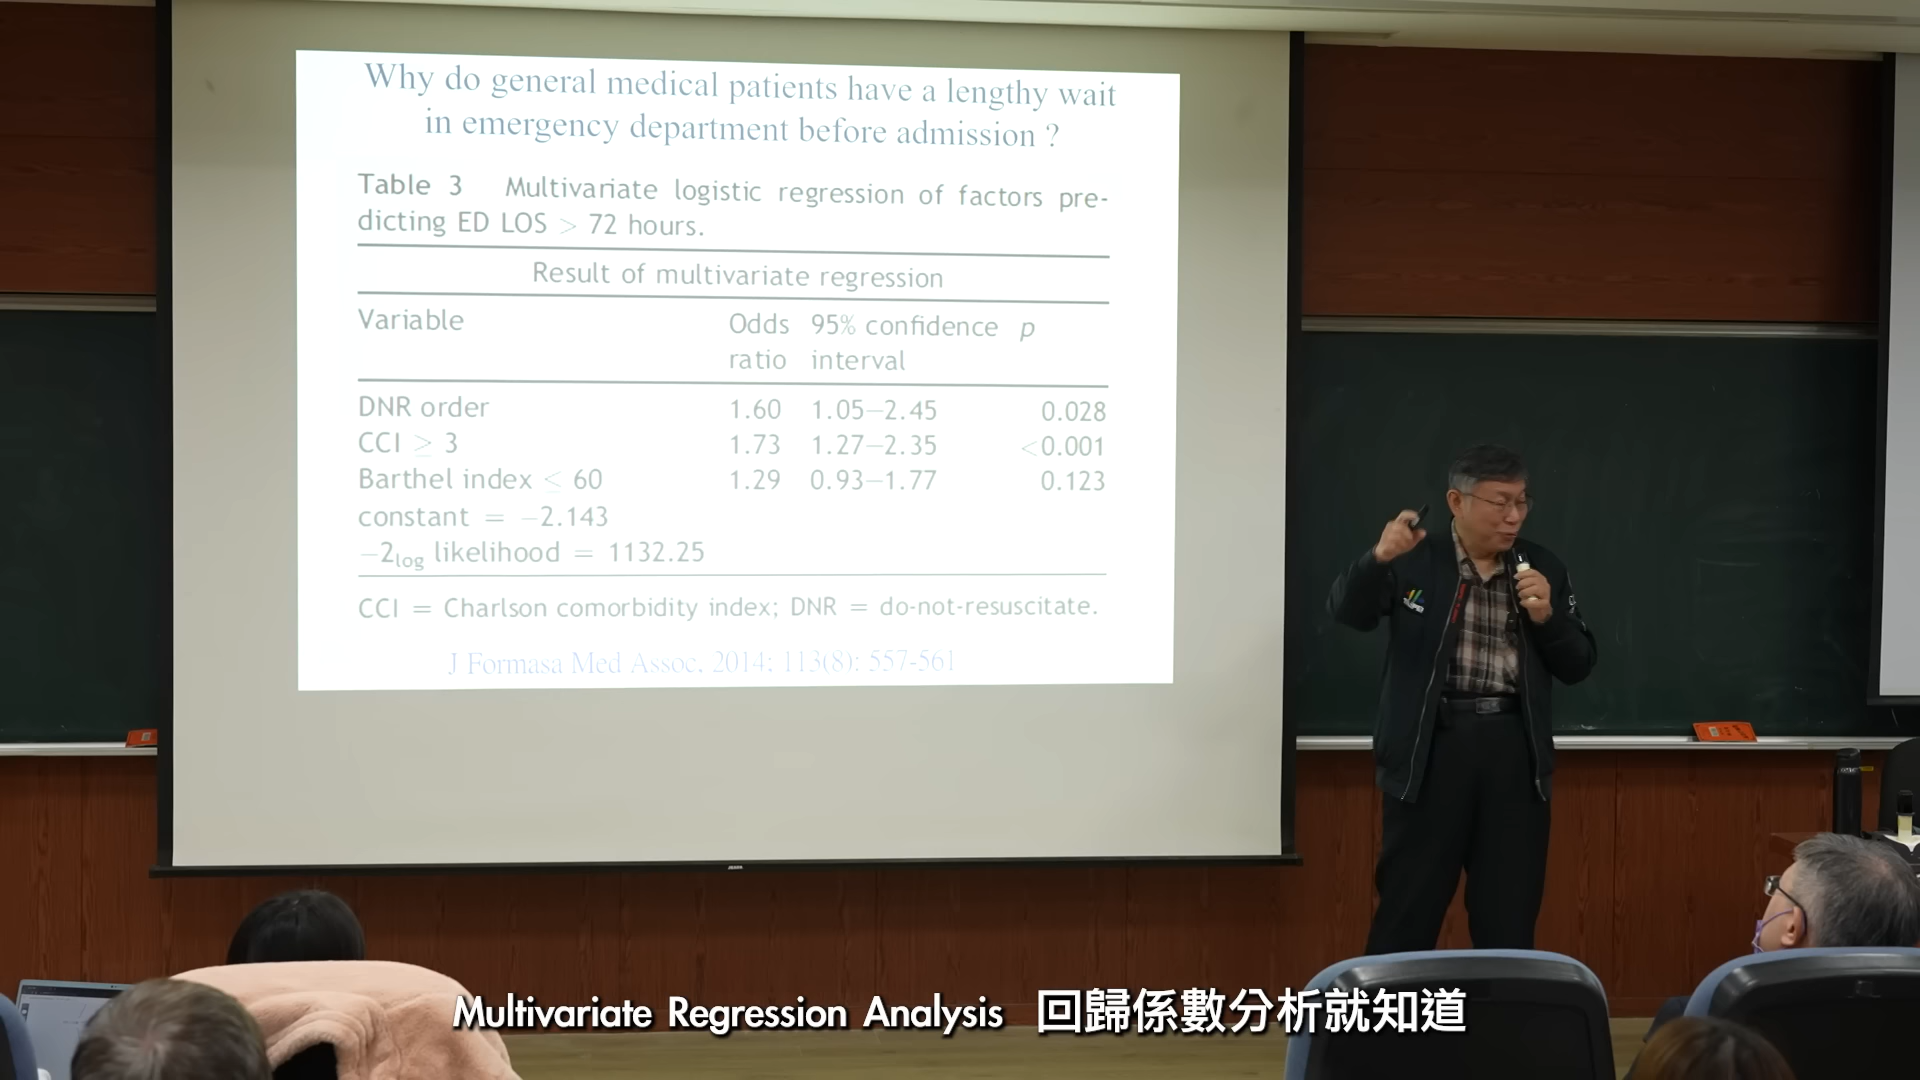 Why do general medical patients have a lengthy wait
in emergency department before admission ?
Table 3 Multivariate logistic regression of factors pre-
dicting ED LOS > 72 hours.
Result of multivariate regression
Variable Odds ratio 95% confidence interval p
DNR order 1.60 1.05–2.45 0.028
CCI ≥ 3 1.73 1.27–2.35 <0.001
Barthel index ≤ 60 1.29 0.93–1.77 0.123
constant = −2.143
−2log likelihood = 1132.25
CCI = Charlson comorbidity index; DNR = do-not-resuscitate.
J Formasa Med Assoc. 2014; 113(8): 557-561
Multivariate Regression Analysis 回歸係數分析就知道